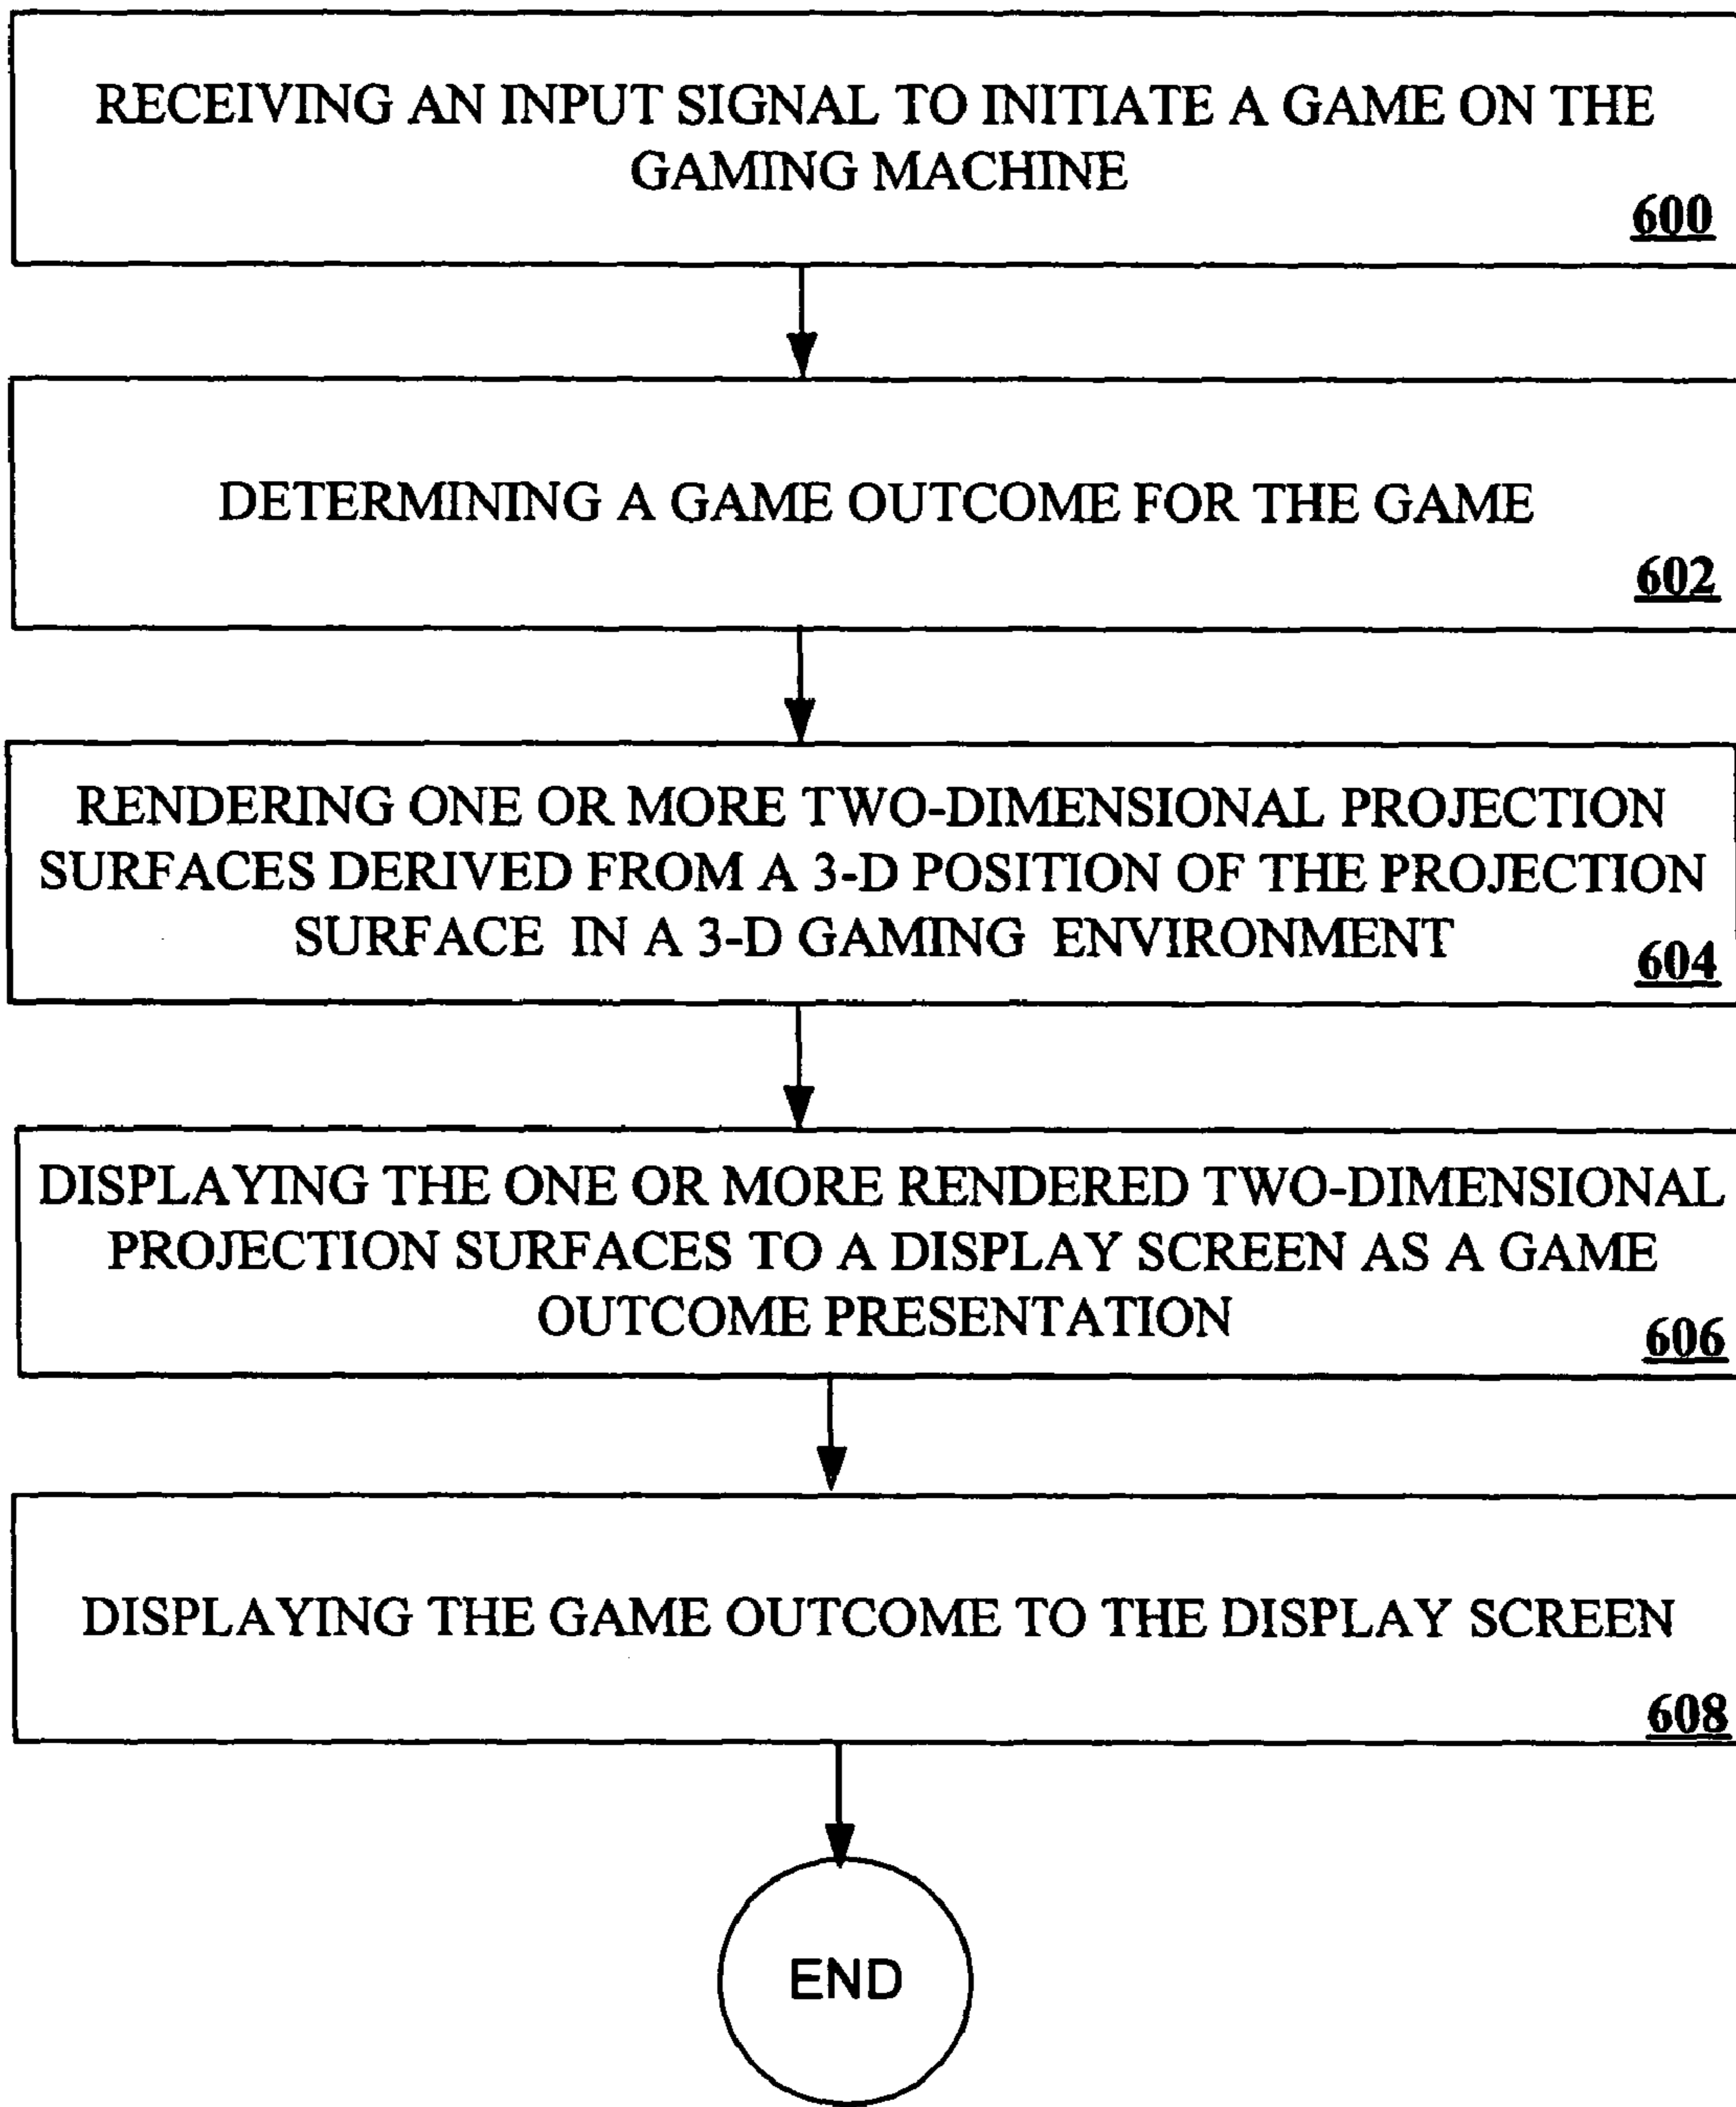 RECEIVING AN INPUT SIGNAL TO INITIATE A GAME ON THE
GAMING MACHINE
600
DETERMINING A GAME OUTCOME FOR THE GAME
602
RENDERING ONE OR MORE TWO-DIMENSIONAL PROJECTION
SURFACES DERIVED FROM A 3-D POSITION OF THE PROJECTION
SURFACE IN A 3-D GAMING ENVIRONMENT
604
DISPLAYING THE ONE OR MORE RENDERED TWO-DIMENSIONAL
PROJECTION SURFACES TO A DISPLAY SCREEN AS A GAME
OUTCOME PRESENTATION
606
DISPLAYING THE GAME OUTCOME TO THE DISPLAY SCREEN
608
END